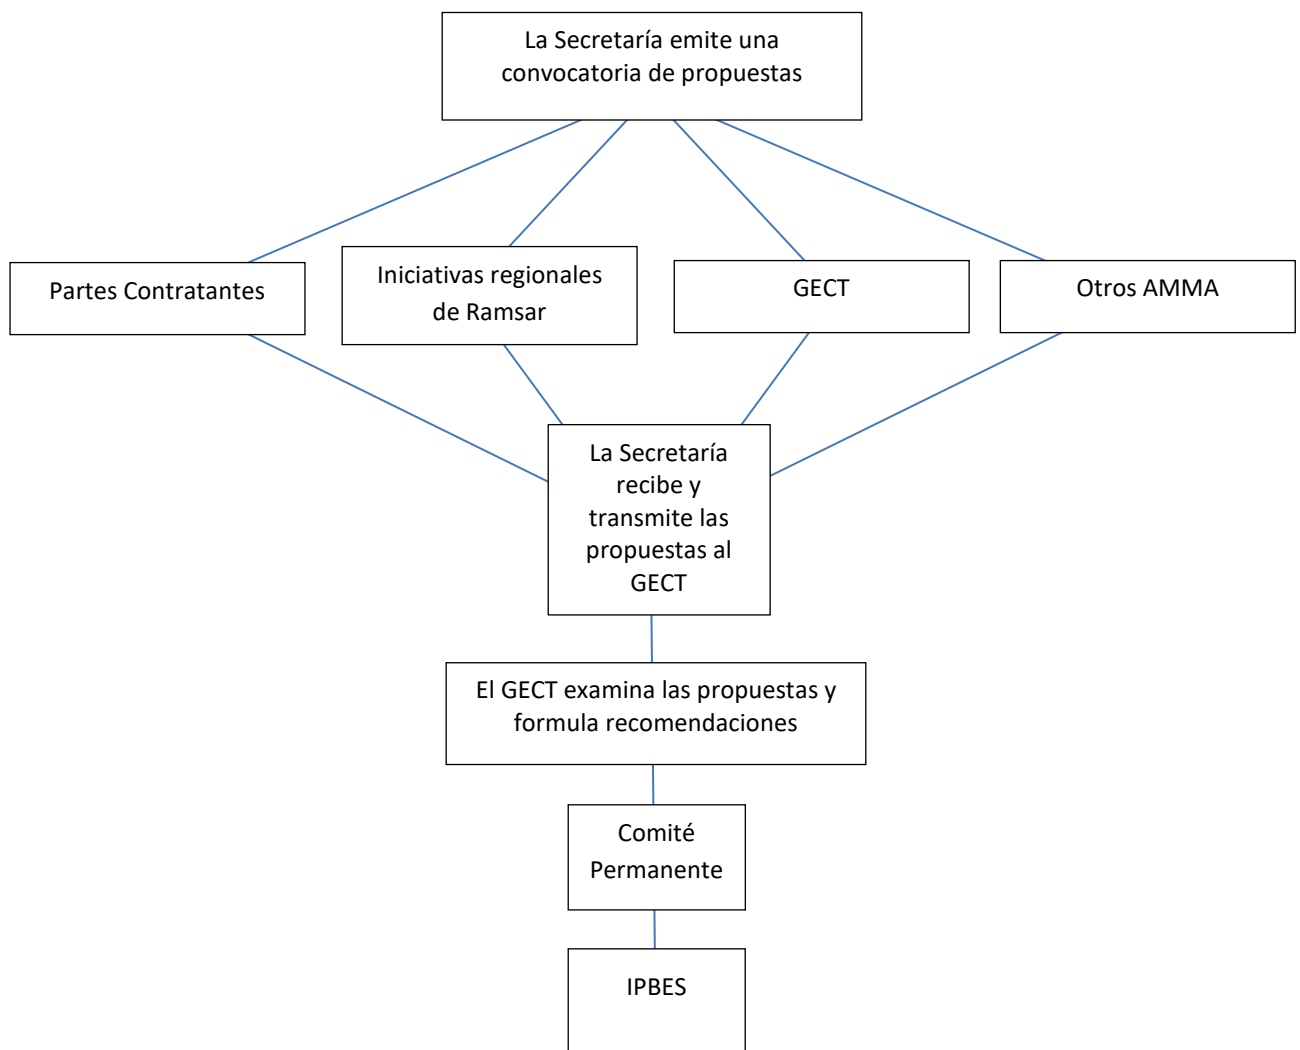 La Secretaría emite una
convocatoria de propuestas
Partes Contratantes
Iniciativas regionales
de Ramsar
GECT
Otros AMMA
La Secretaría
recibe y
transmite las
propuestas al
GECT
El GECT examina las propuestas y
formula recomendaciones
Comité
Permanente
IPBES